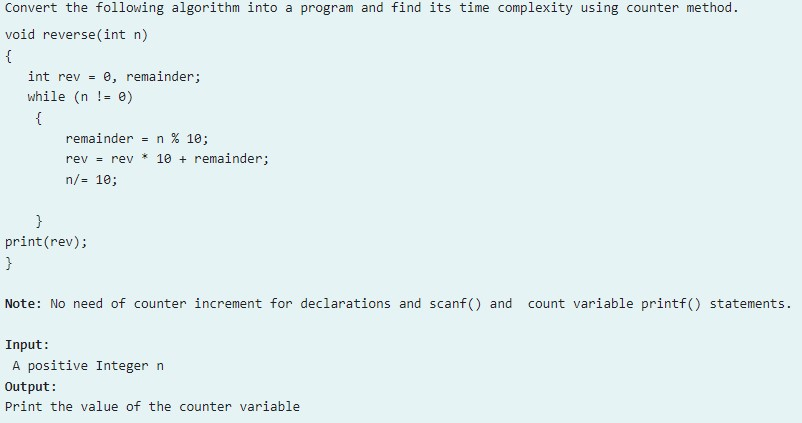 Convert the following algorithm into a program and find its time complexity using counter method.
void reverse(int n)
{
int rev = 0, remainder;
while (n != 0)
{
remainder = n % 10;
rev = rev * 10 + remainder;
n/= 10;
}
print(rev);
}
Note: No need of counter increment for declarations and scanf() and count variable printf() statements.
Input:
A positive Integer n
Output:
Print the value of the counter variable